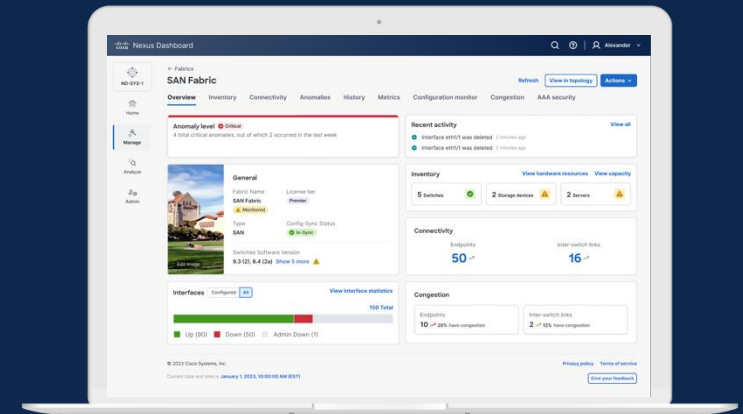 CISCO Nexus Dashboard
Alexander
ND-SYS-1
Home
Manage
Analyze
Admin
← Fabrics
SAN Fabric
Refresh View in topology Actions
Overview Inventory Connectivity Anomalies History Metrics Configuration monitor Congestion AAA security
Anomaly level Critical
4 total critical anomalies, out of which 2 occurred in the last week
Recent activity View all
Interface eth1/1 was deleted 2 minutes ago
Interface eth1/1 was deleted 2 minutes ago
General
Fabric Name License tier
SAN Fabric Premier
Monitored
Type Config-Sync Status
SAN In-Sync
Switches Software Version
9.3 (2), 8.4 (2a) Show 5 more
Edit image
Inventory View hardware resources View capacity
5 Switches 2 Storage devices 2 Servers
Connectivity
Endpoints Inter-switch links
50 16
Interfaces Configured All View interface statistics
150 Total
Up (90) Down (50) Admin Down (1)
Congestion
Endpoints Inter-switch links
10 20% have congestion 2 12% have congestion
© 2023 Cisco Systems, Inc. Privacy policy Terms of service
Current date and time is January 1, 2023, 10:00:00 AM (EST)
Give your feedback